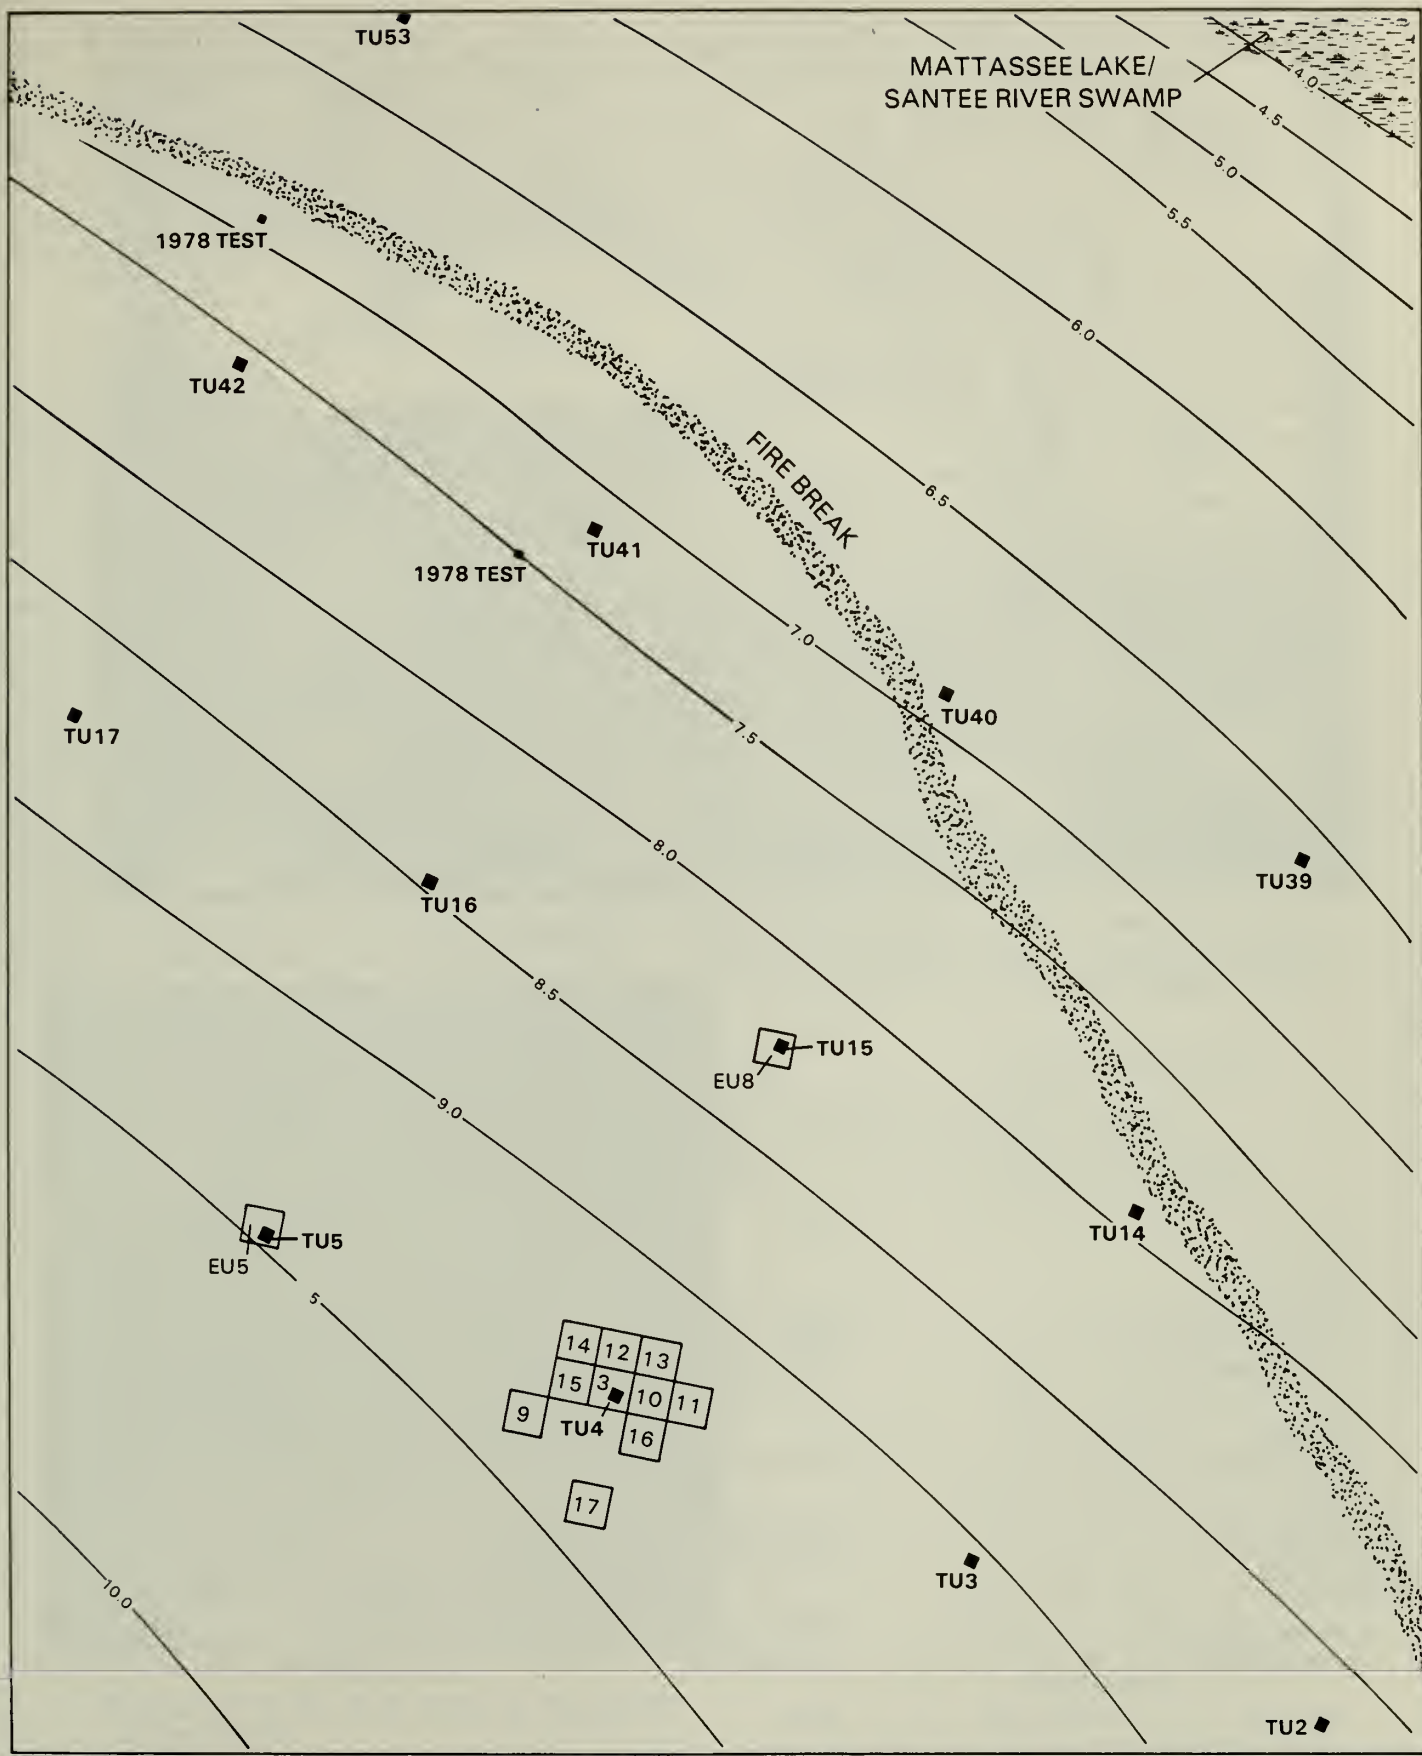 TU53
MATTASSEE LAKE/
SANTEE RIVER SWAMP
4.0
4.5
5.0
5.5
1978 TEST
6.0
TU42
FIRE BREAK
6.5
TU41
1978 TEST
7.0
TU40
TU17
7.5
8.0
TU39
TU16
8.5
TU15
EU8
9.0
TU14
TU5
EU5
5
14 12 13
15 3 10 11
9
TU4
16
17
TU3
10.0
TU2